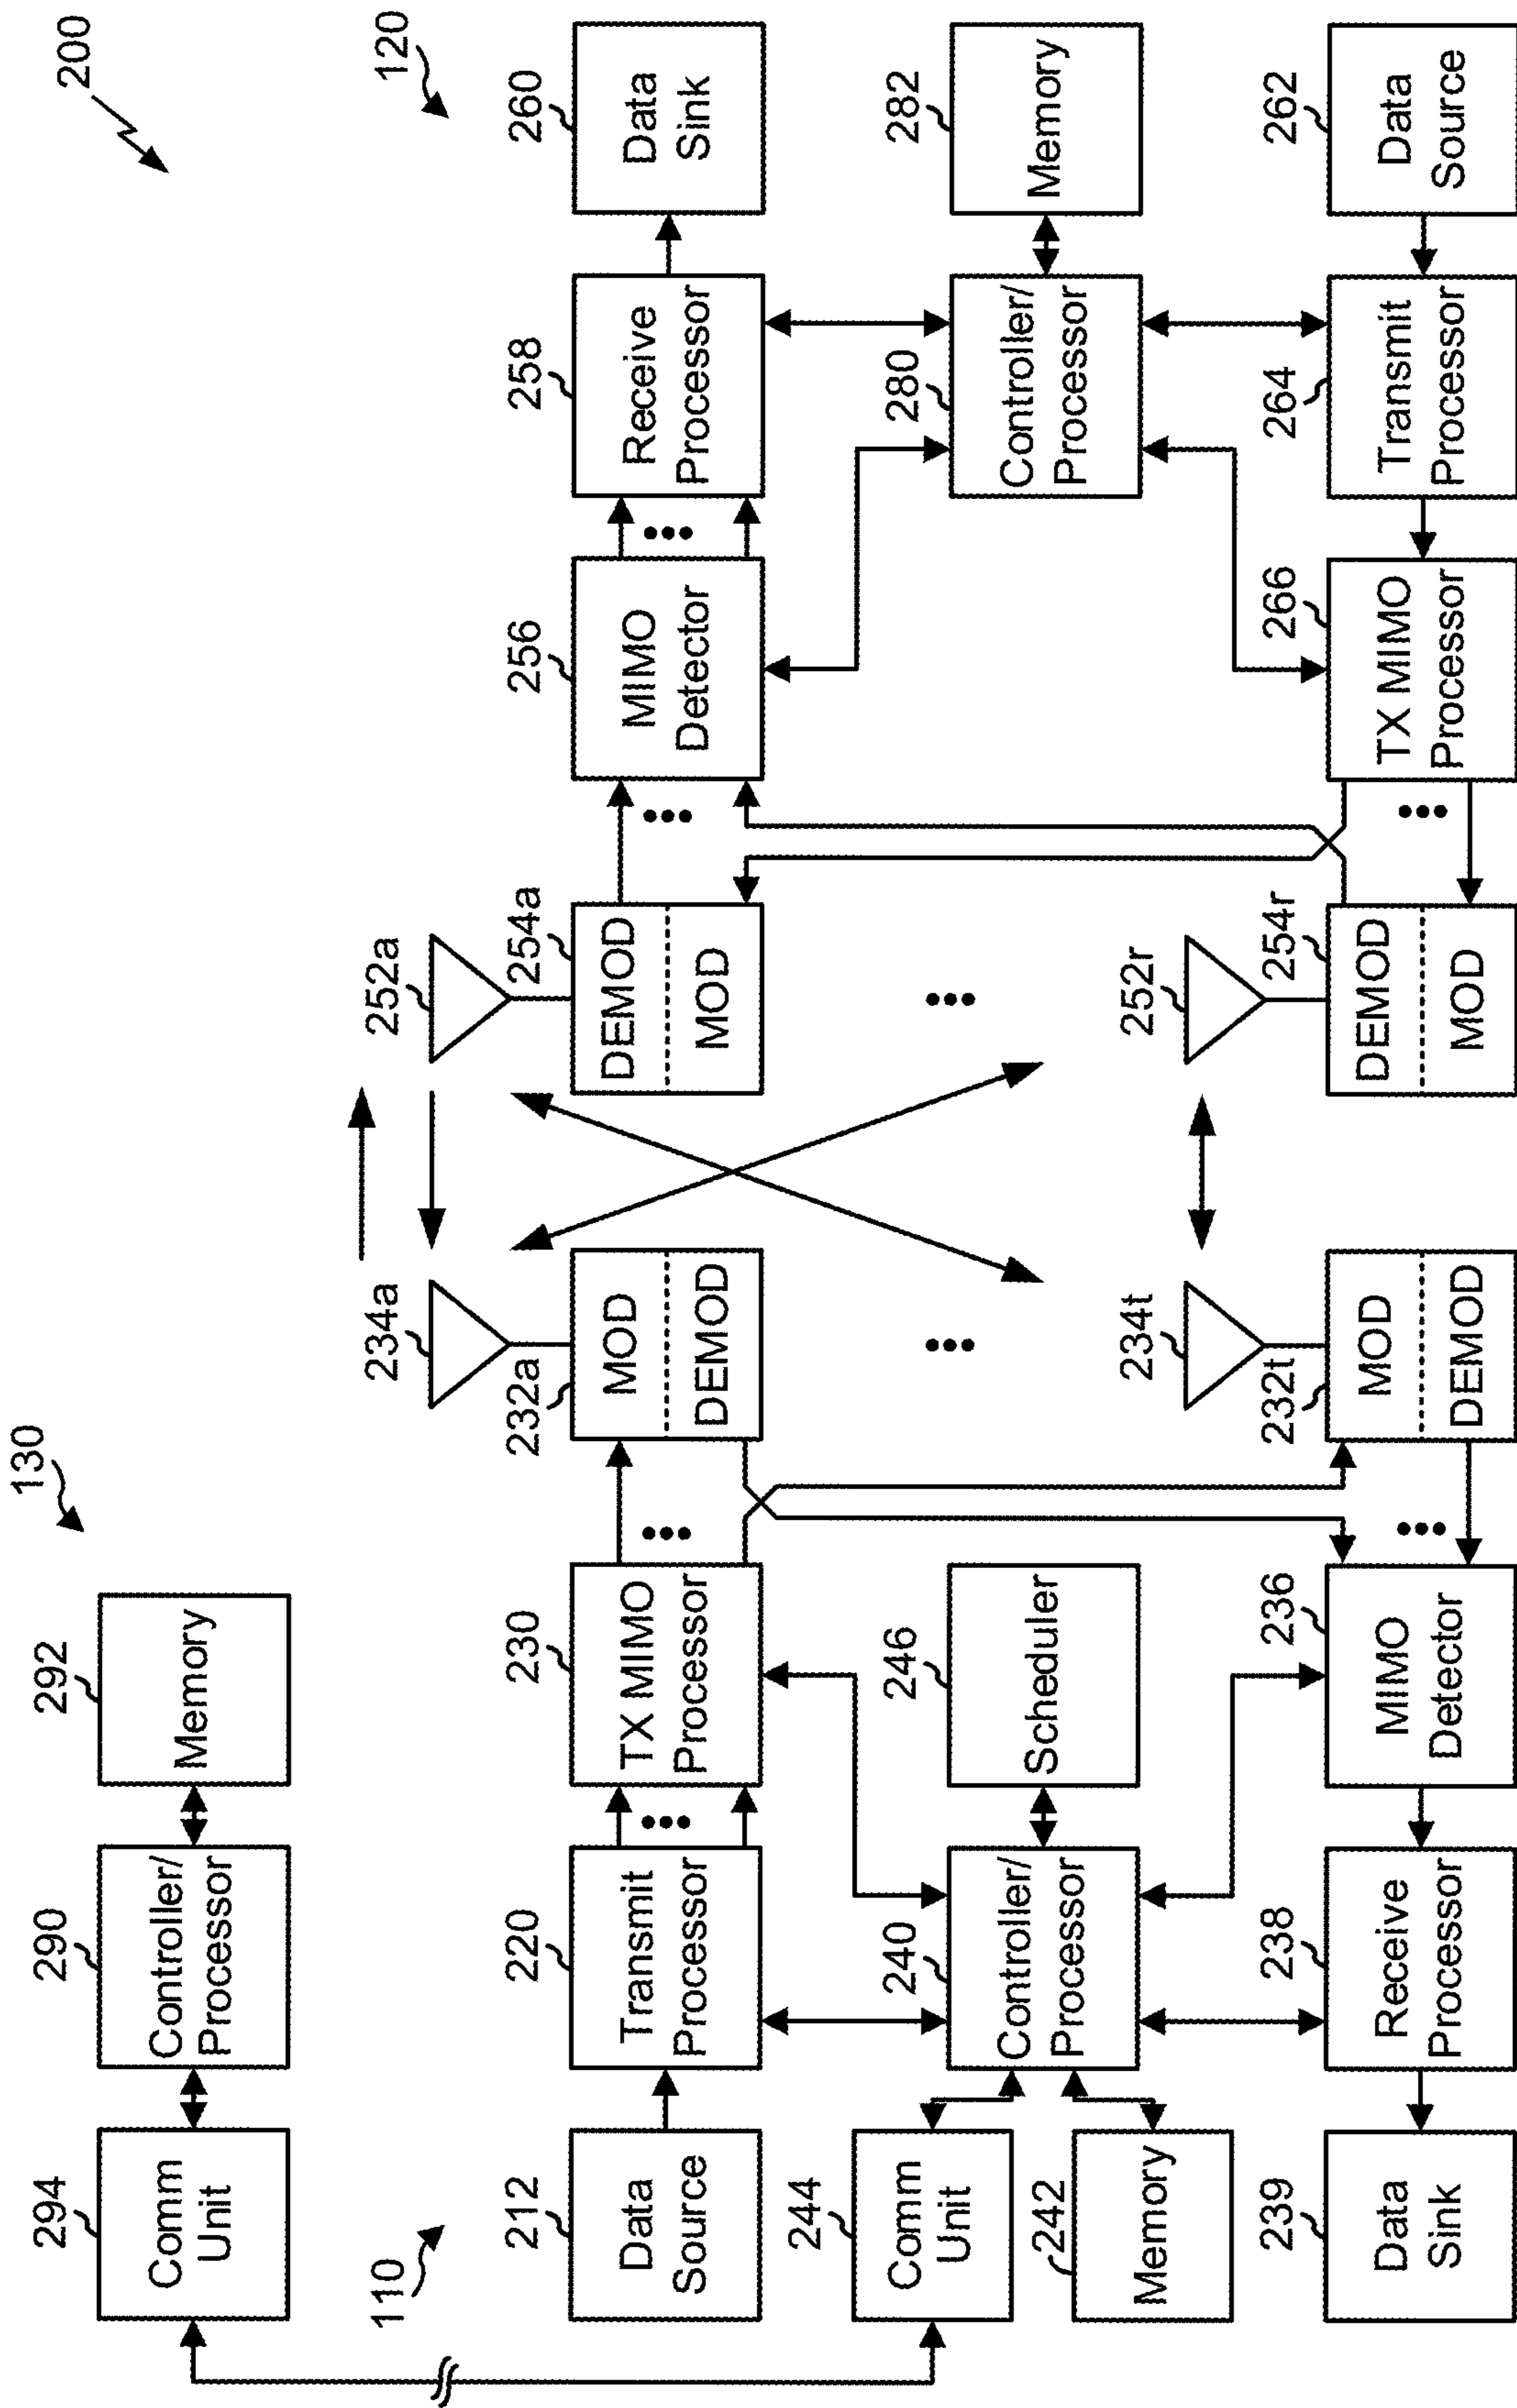 200
130
294
Comm
Unit
290
Controller/
Processor
292
Memory
110
120
212
Data
Source
220
Transmit
Processor
230
TX MIMO
Processor
232a
MOD
DEMOD
234a
252a
254a
DEMOD
MOD
256
MIMO
Detector
258
Receive
Processor
260
Data
Sink
244
Comm
Unit
242
Memory
240
Controller/
Processor
246
Scheduler
280
Controller/
Processor
282
Memory
239
Data
Sink
238
Receive
Processor
236
MIMO
Detector
232t
MOD
DEMOD
234t
252r
254r
DEMOD
MOD
266
TX MIMO
Processor
264
Transmit
Processor
262
Data
Source